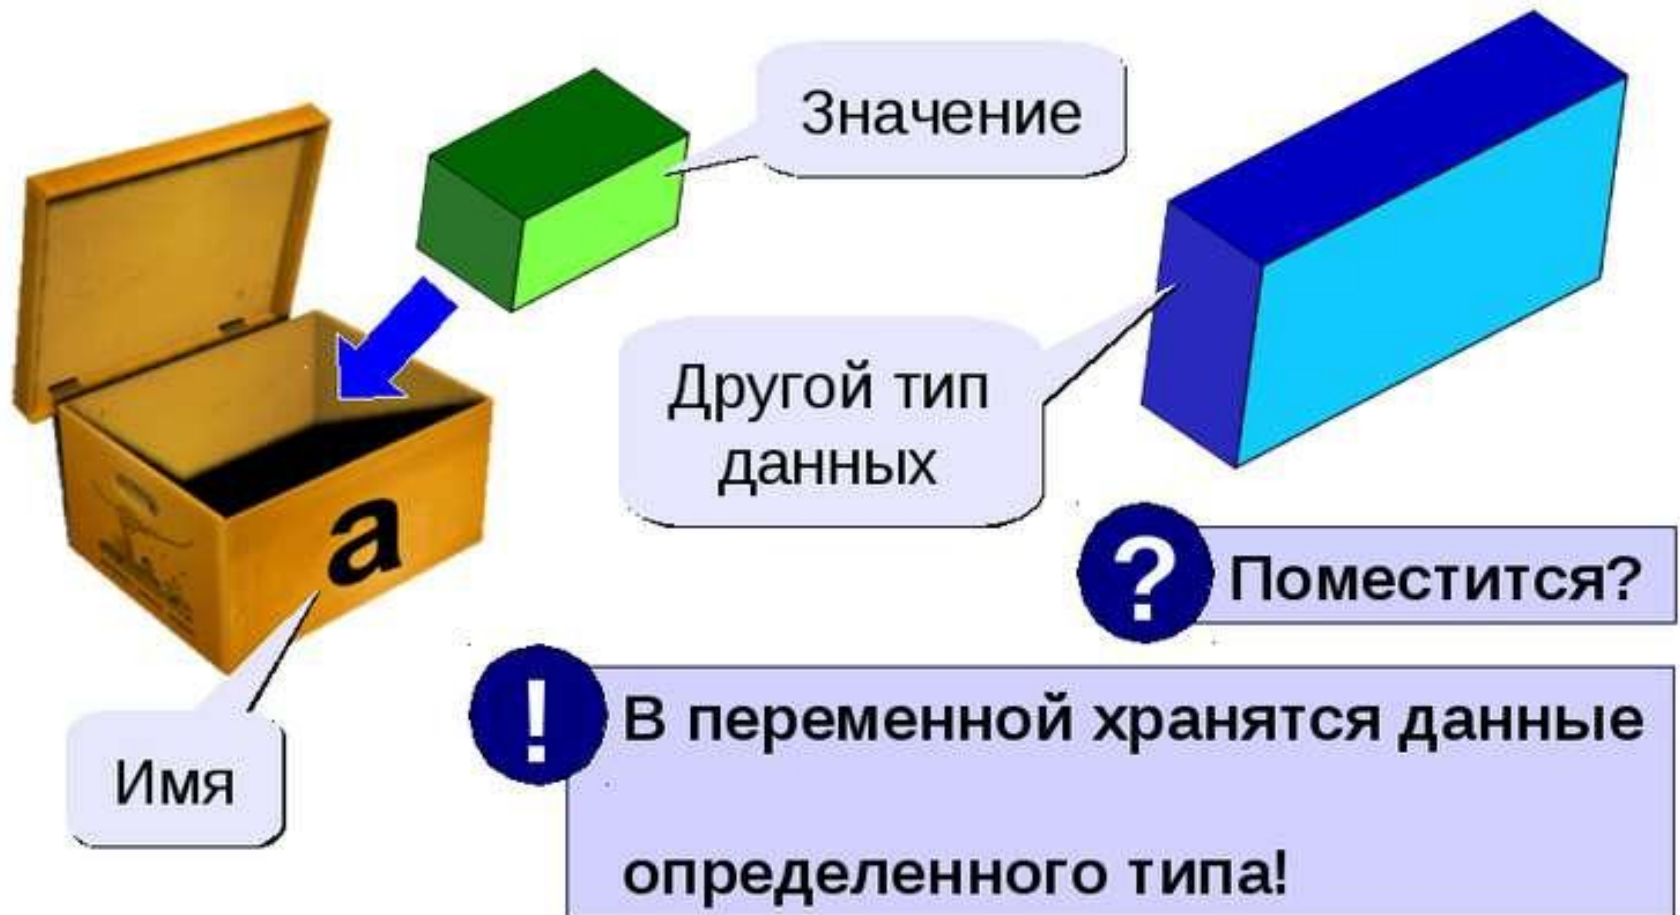 Значение
Другой тип
данных
a
? Поместится?
! В переменной хранятся данные
определенного типа!
Имя